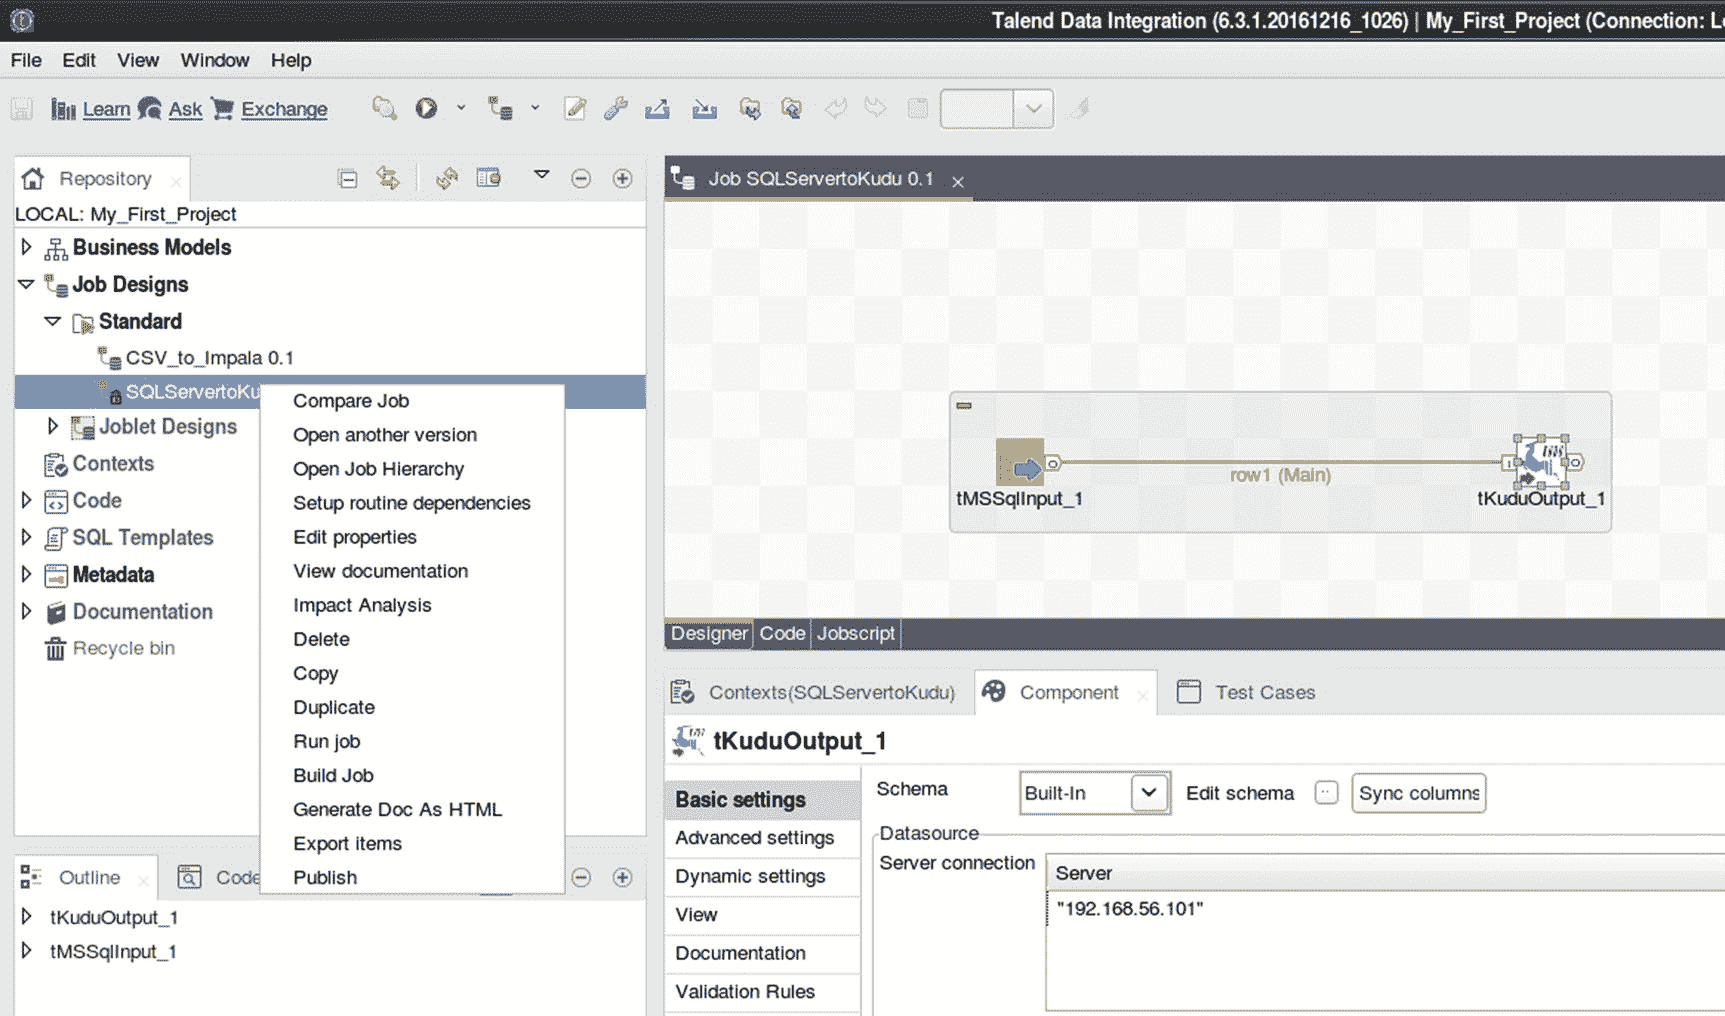 Talend Data Integration (6.3.1.20161216_1026) | My_First_Project (Connection: L
File Edit View Window Help
Learn Ask Exchange
Repository
LOCAL: My_First_Project
Business Models
Job Designs
Standard
CSV_to_Impala 0.1
SQLServertoKu
Joblet Designs
Contexts
Code
SQL Templates
Metadata
Documentation
Recycle bin
Compare Job
Open another version
Open Job Hierarchy
Setup routine dependencies
Edit properties
View documentation
Impact Analysis
Delete
Copy
Duplicate
Run job
Build Job
Generate Doc As HTML
Export items
Publish
Outline Code
tKuduOutput_1
tMSSqlInput_1
Job SQLServertoKudu 0.1
row1 (Main)
tMSSqlInput_1 tKuduOutput_1
Designer Code Jobscript
Contexts(SQLServertoKudu) Component Test Cases
tKuduOutput_1
Basic settings
Advanced settings
Dynamic settings
View
Documentation
Validation Rules
Schema Built-In Edit schema Sync columns
Datasource
Server connection Server
"192.168.56.101"